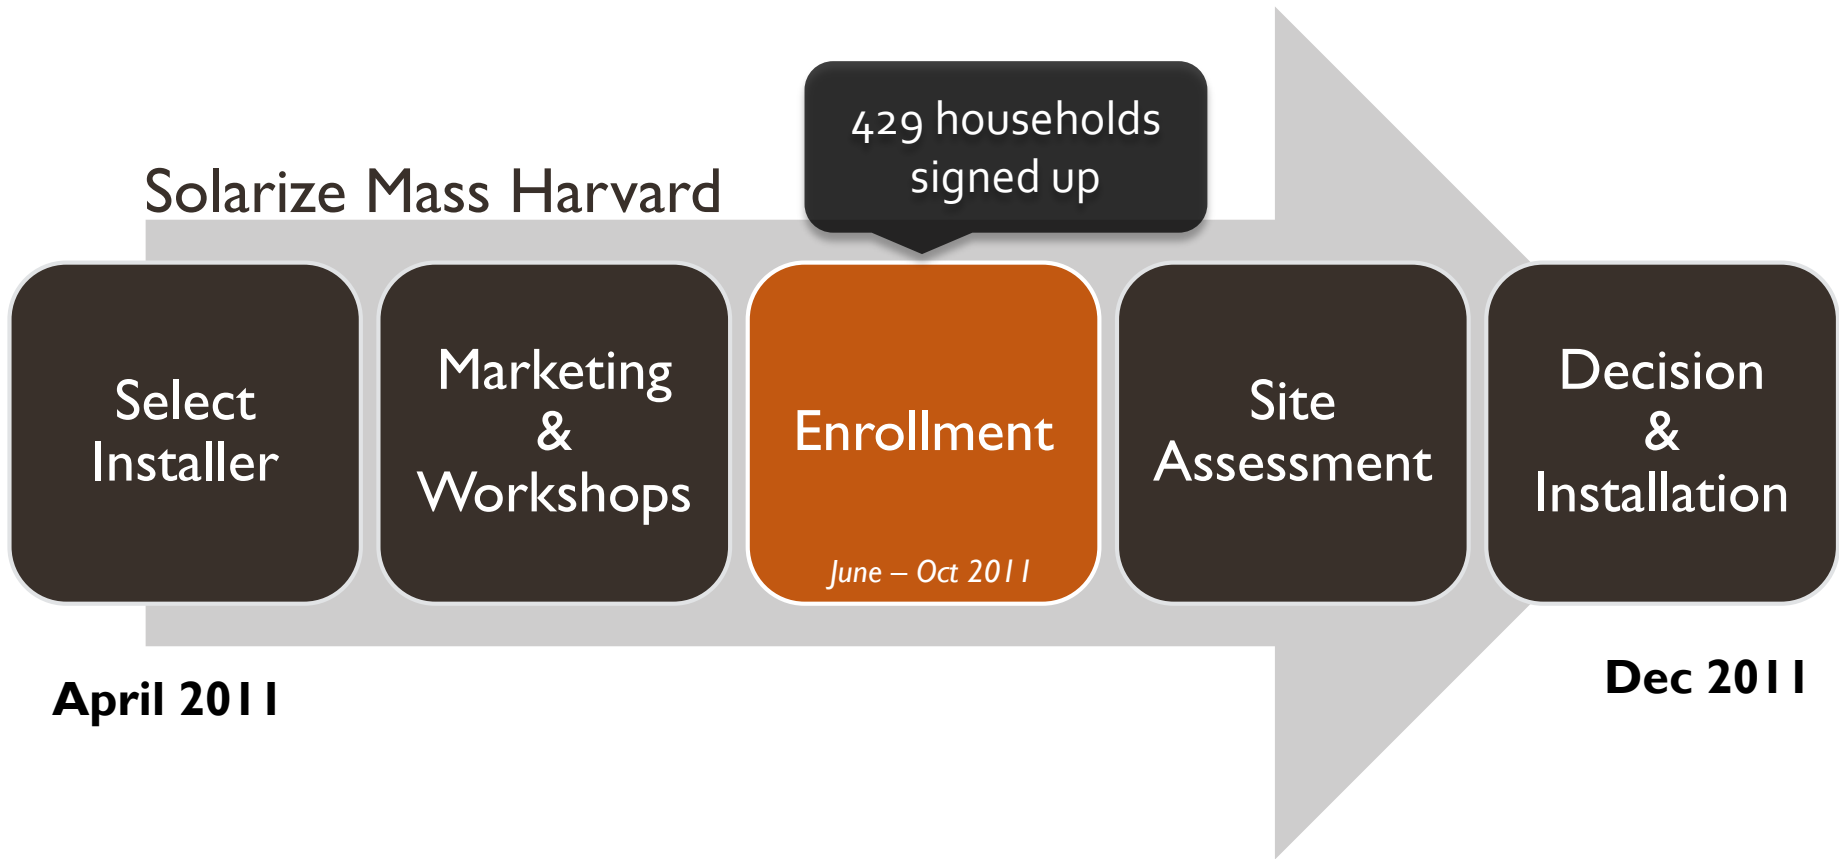 429 households
signed up
Solarize Mass Harvard
Select
Installer
Marketing
&
Workshops
Enrollment
June – Oct 2011
Site
Assessment
Decision
&
Installation
April 2011
Dec 2011